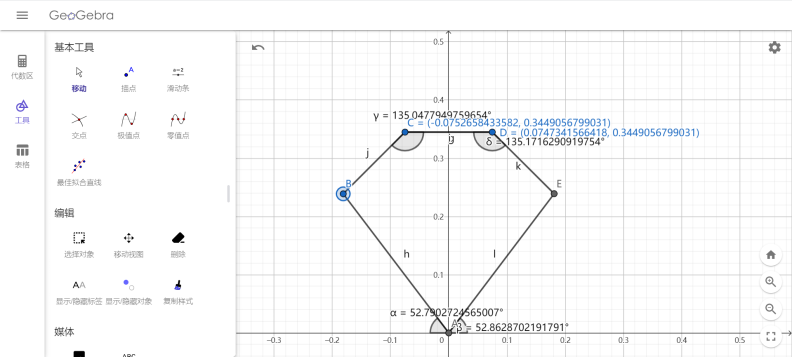 GeoGebra
代数区
工具
表格
基本工具
移动
描点
滑动条
交点
极值点
零值点
最佳拟合直线
编辑
选择对象
移动视图
删除
显示/隐藏标签
显示/隐藏对象
复制样式
媒体
ABC
0.5
0.4
0.3
0.2
0.1
−0.3
−0.2
−0.1
0
0.1
0.2
0.3
0.4
0.5
γ = 135.0477949759654°
C = (-0.0752658433582, 0.3449056799031)
D = (0.0747341566418, 0.3449056799031)
g
δ = 135.1716290919754°
j
k
B
E
h
l
α = 52.7902724565007°
A
β = 52.8628702191791°